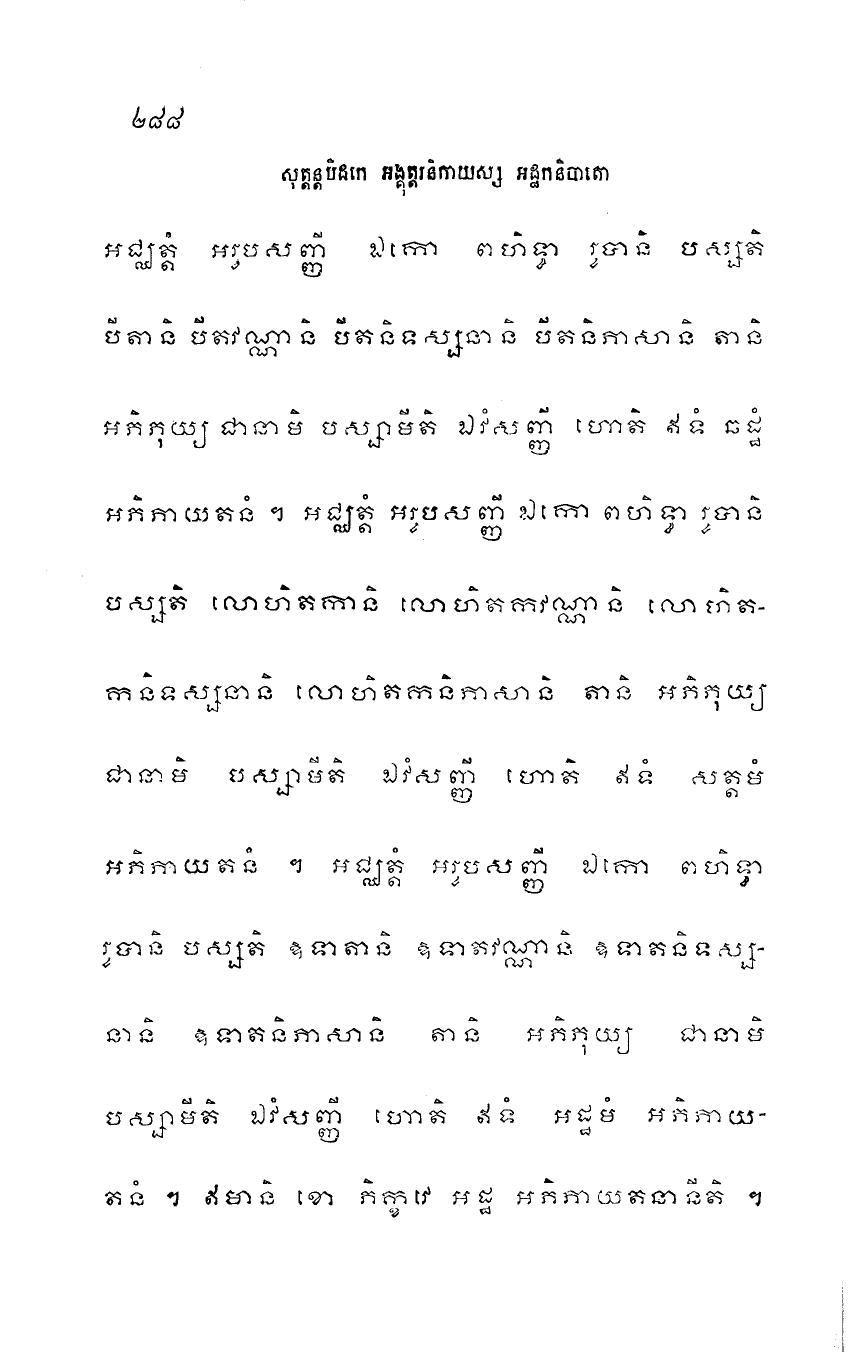 ២៨៨
សុត្តន្តបិដកេ អង្គុត្តរនិកាយស្ស អដ្ឋកនិបាតោ
អជ្ឈត្តំ អរូបសញ្ញី ឯកោ ពហិទ្ធា រូបានិ បស្សតិ
បីតានិ បីតវណ្ណានិ បីតនិទស្សនានិ បីតនិភាសានិ តានិ
អភិភុយ្យ ជានាមិ បស្សាមីតិ ឯវំសញ្ញី ហោតិ ឥទំ ឆដ្ឋំ
អភិភាយតនំ ។ អជ្ឈត្តំ អរូបសញ្ញី ឯកោ ពហិទ្ធា រូបានិ
បស្សតិ លោហិតកានិ លោហិតកវណ្ណានិ លោហិត-
កនិទស្សនានិ លោហិតកនិភាសានិ តានិ អភិភុយ្យ
ជានាមិ បស្សាមីតិ ឯវំសញ្ញី ហោតិ ឥទំ សត្តមំ
អភិភាយតនំ ។ អជ្ឈត្តំ អរូបសញ្ញី ឯកោ ពហិទ្ធា
រូបានិ បស្សតិ ឧទាតានិ ឧទាតវណ្ណានិ ឧទាតនិទស្ស-
នានិ ឧទាតនិភាសានិ តានិ អភិភុយ្យ ជានាមិ
បស្សាមីតិ ឯវំសញ្ញី ហោតិ ឥទំ អដ្ឋមំ អភិភាយ-
តនំ ។ ឥមានិ ខោ ភិក្ខវេ អដ្ឋ អភិភាយតនានីតិ ។